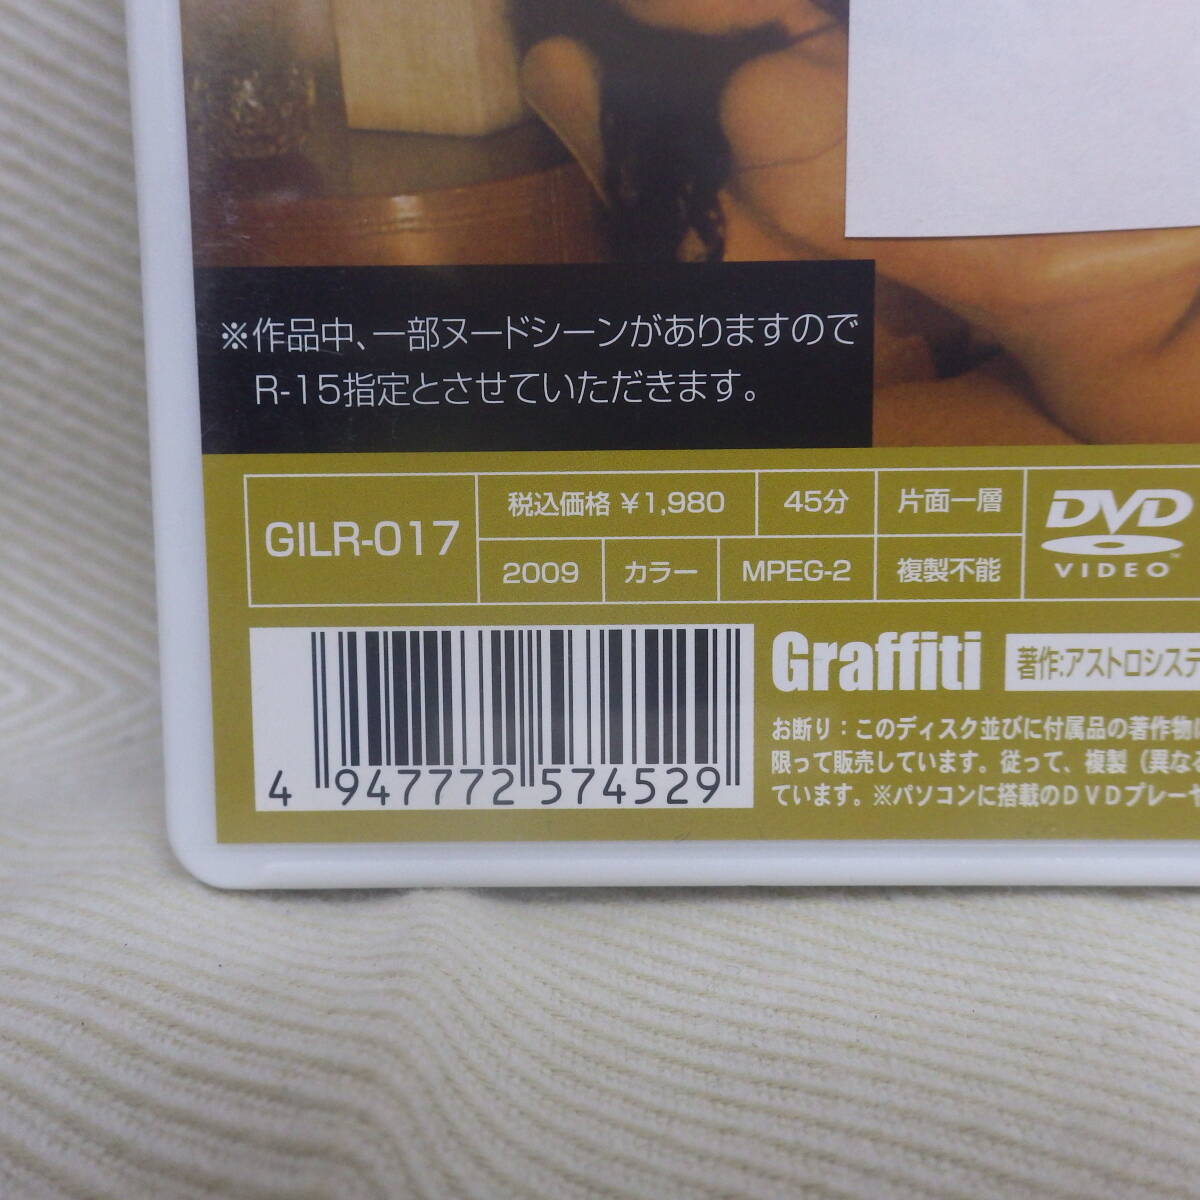 ※作品中、一部ヌードシーンがありますので
R-15指定とさせていただきます。
GILR-017
税込価格 ¥1,980
45分
片面一層
2009
カラー
MPEG-2
複製不能
DVD
VIDEO
™
4 947772 574529
Graffiti
著作:アストロシステ
お断り：このディスク並びに付属品の著作物に
限って販売しています。従って、複製（異な
ています。※パソコンに搭載のDVDプレーヤ